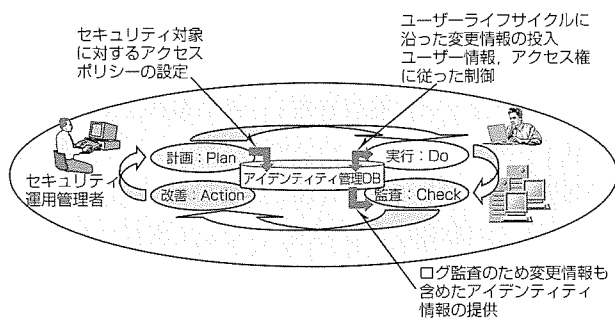 セキュリティ対象
に対するアクセス
ポリシーの設定
ユーザーライフサイクルに
沿った変更情報の投入
ユーザー情報，アクセス権
に従った制御
計画：Plan
実行：Do
アイデンティティ管理DB
セキュリティ
運用管理者
改善：Action
監査：Check
ログ監査のため変更情報も
含めたアイデンティティ
情報の提供